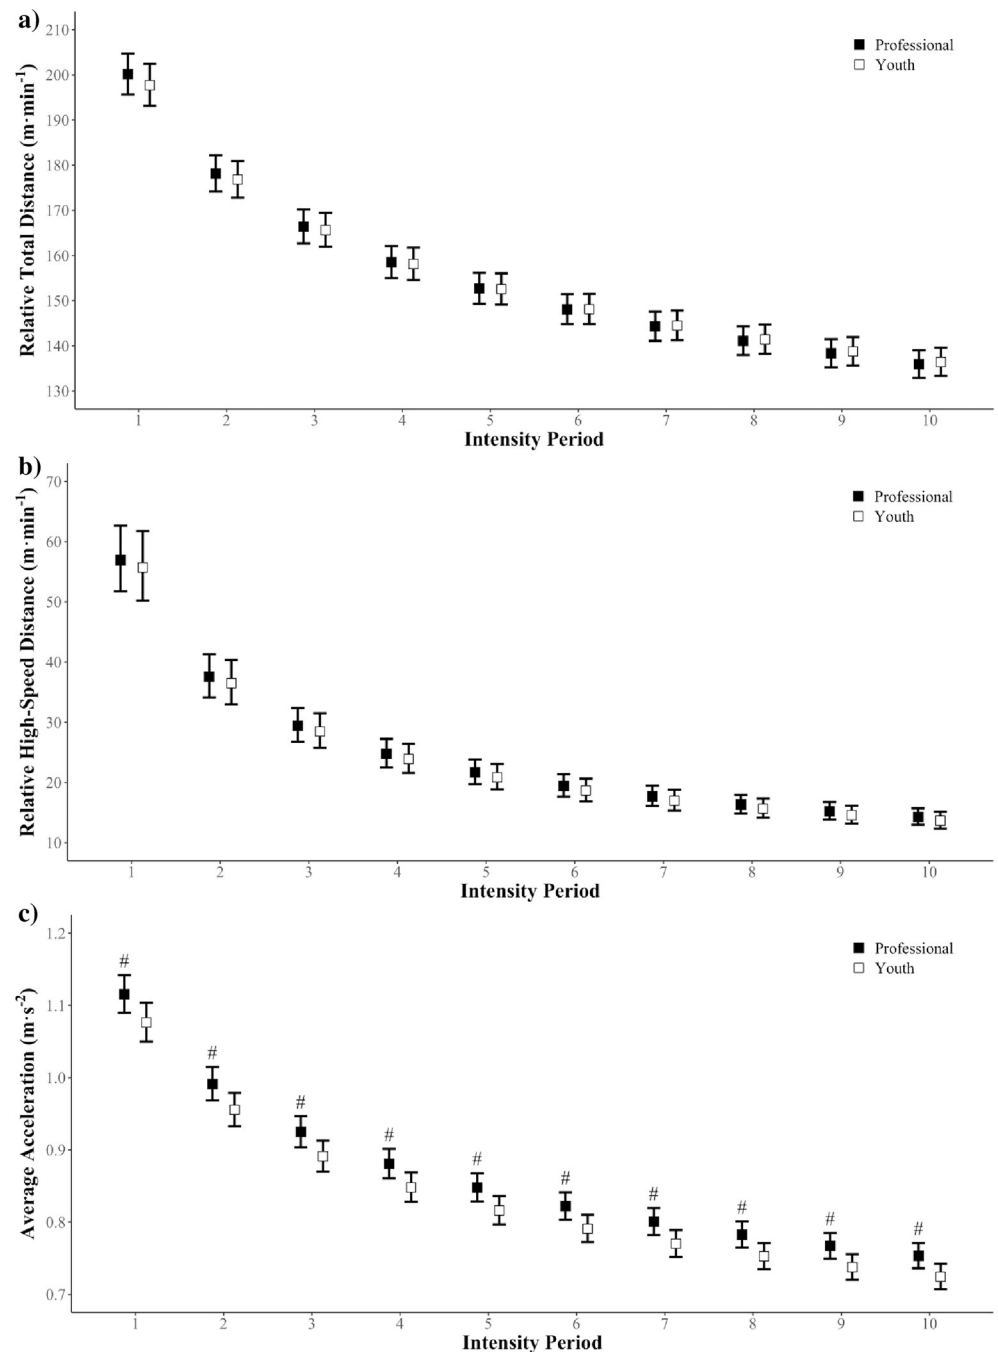 a)
Relative Total Distance (m·min⁻¹)
210
200
190
180
170
160
150
140
130
Professional
Youth
1 2 3 4 5 6 7 8 9 10
Intensity Period
b)
Relative High-Speed Distance (m·min⁻¹)
70
60
50
40
30
20
10
Professional
Youth
1 2 3 4 5 6 7 8 9 10
Intensity Period
c)
Average Acceleration (m·s⁻²)
1.2
1.1
1.0
0.9
0.8
0.7
Professional
Youth
# # # # # # # # # #
1 2 3 4 5 6 7 8 9 10
Intensity Period